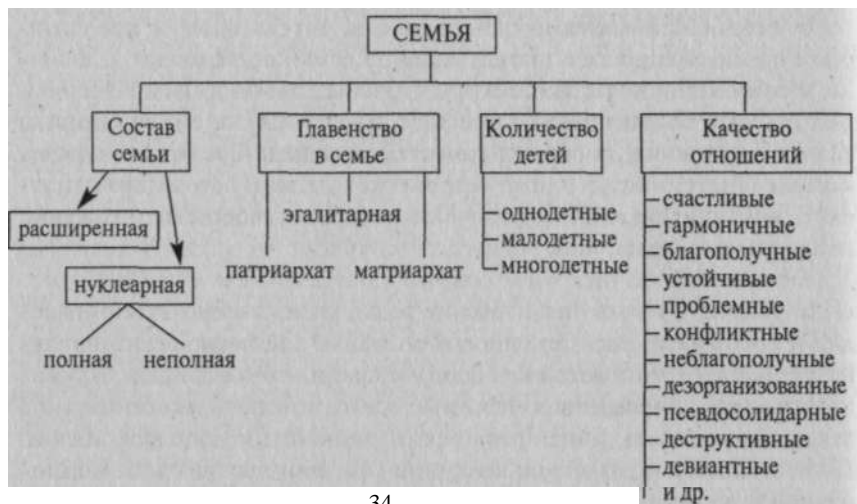 СЕМЬЯ
Состав
семьи
Главенство
в семье
Количество
детей
Качество
отношений
расширенная
нуклеарная
полная неполная
эгалитарная
патриархат матриархат
однодетные
малодетные
многодетные
счастливые
гармоничные
благополучные
устойчивые
проблемные
конфликтные
неблагополучные
дезорганизованные
псевдосолидарные
деструктивные
девиантные
и др.
34